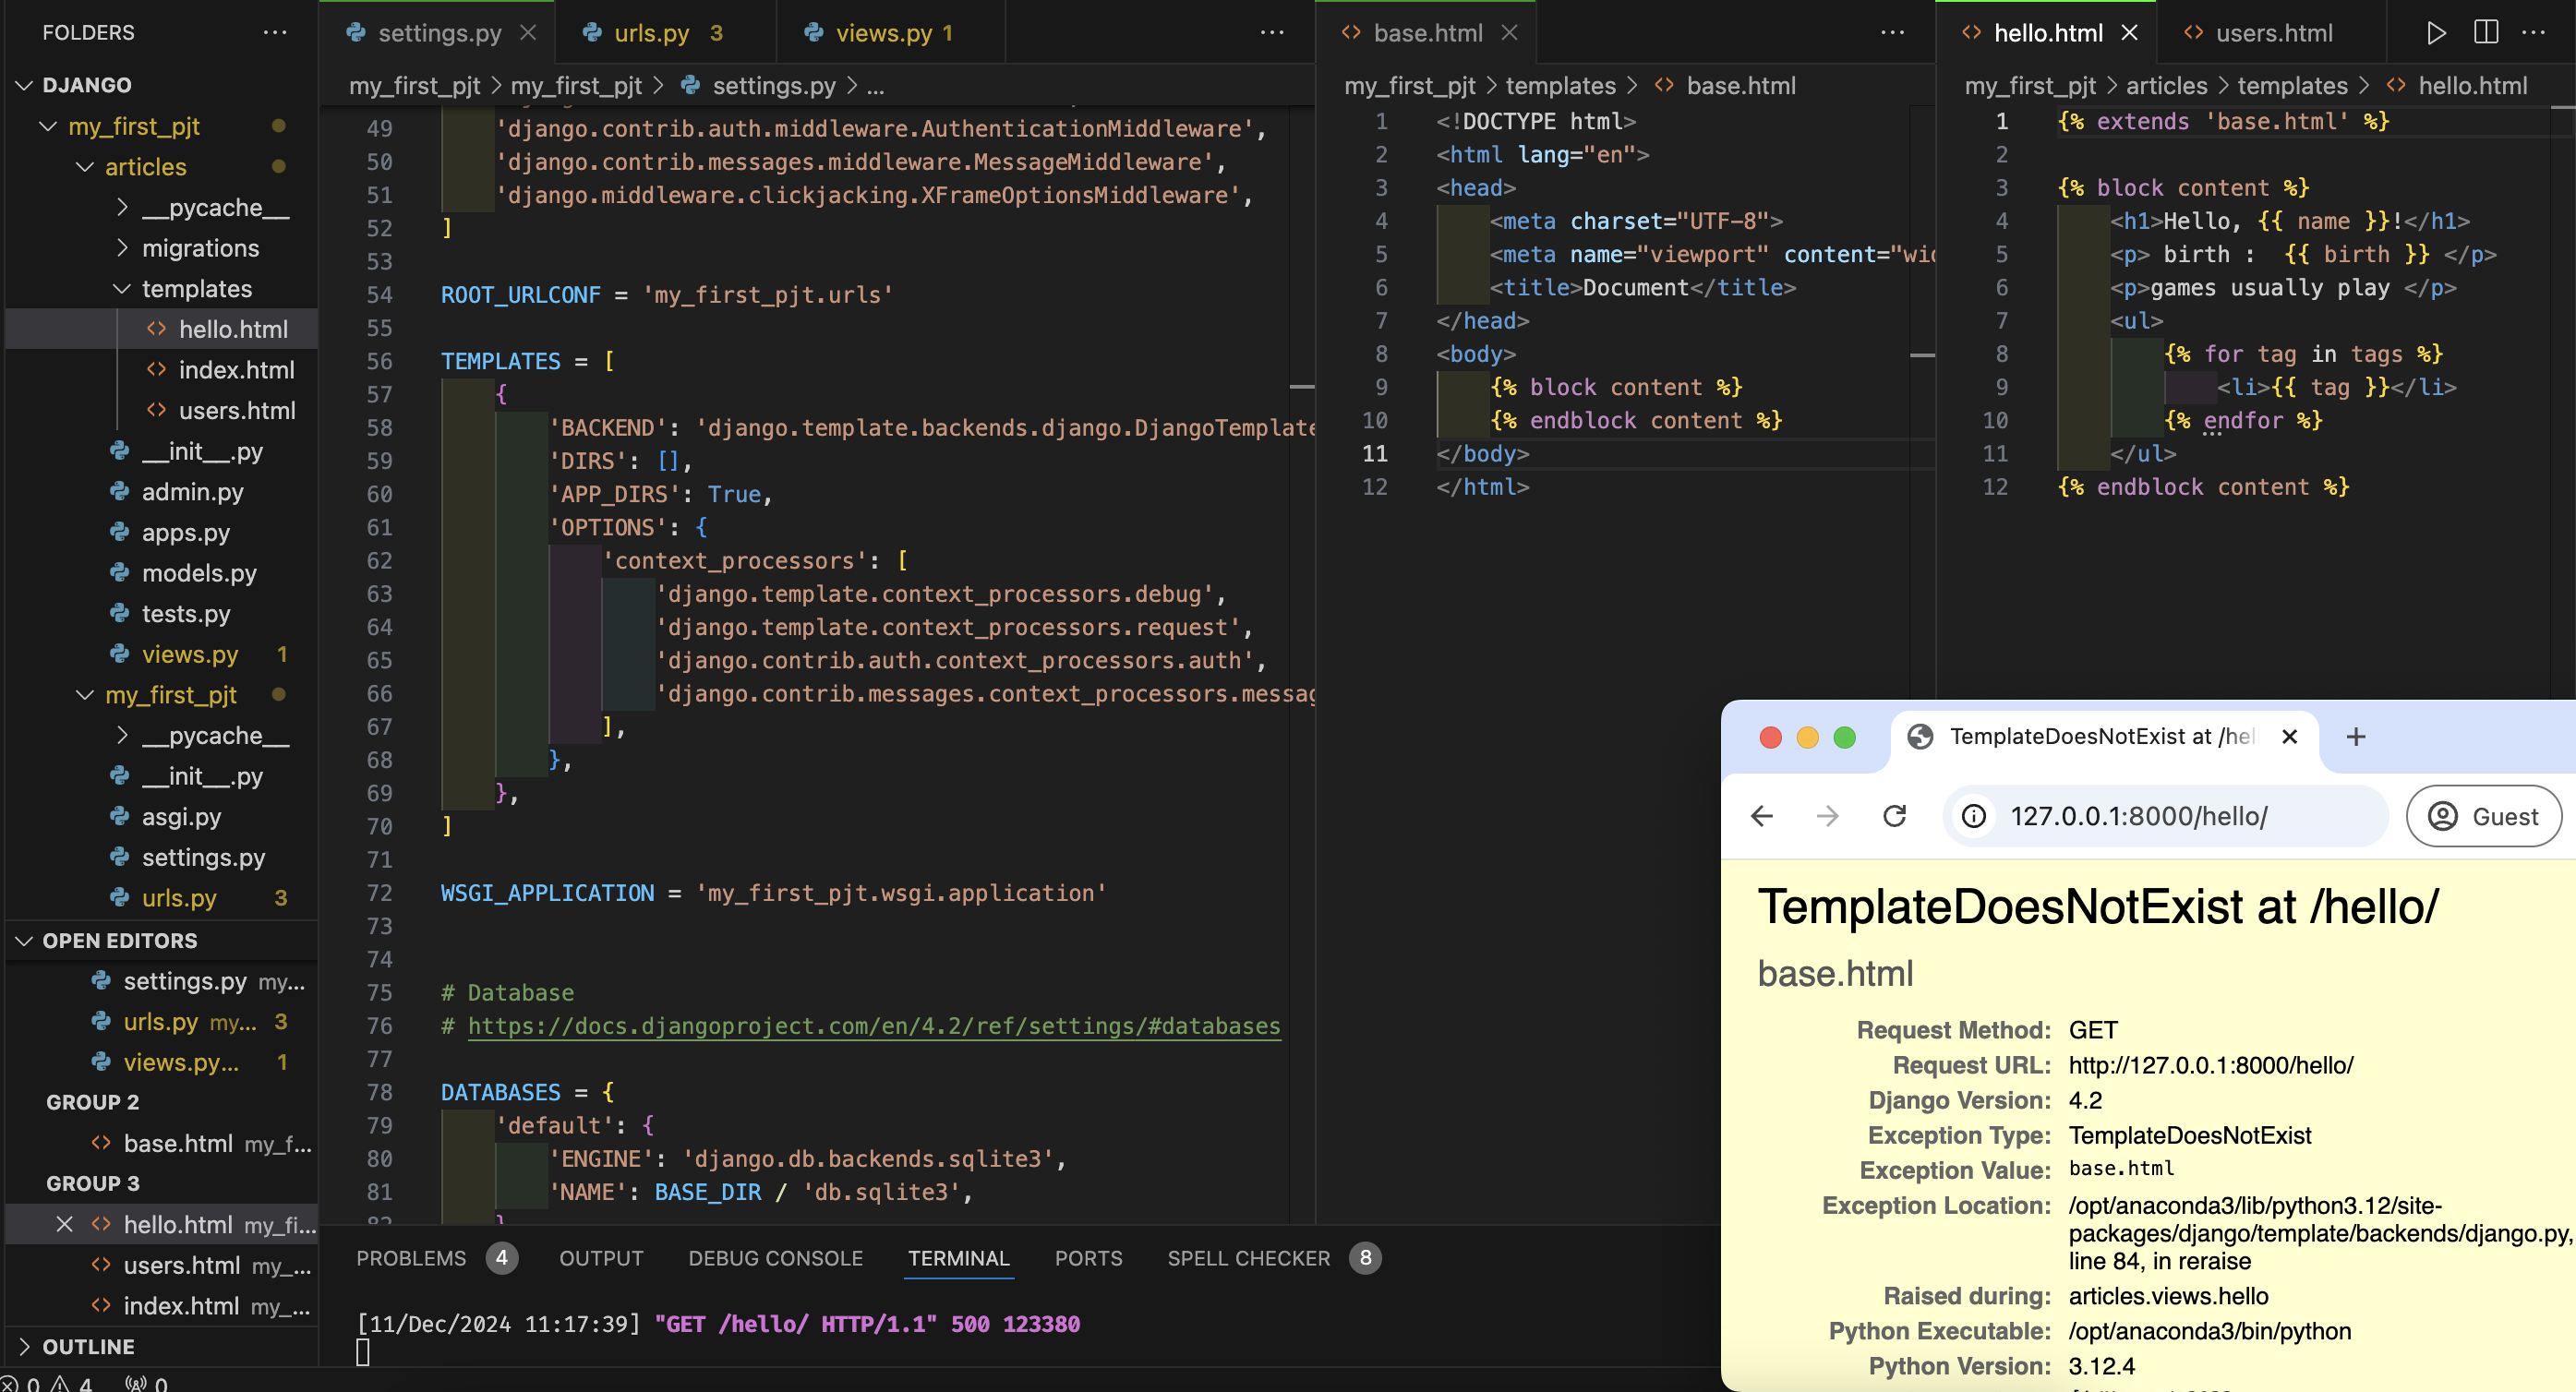 FOLDERS
DJANGO
my_first_pjt
articles
__pycache__
migrations
templates
hello.html
index.html
users.html
__init__.py
admin.py
apps.py
models.py
tests.py
views.py 1
my_first_pjt
__pycache__
__init__.py
asgi.py
settings.py
urls.py 3
OPEN EDITORS
settings.py my...
urls.py my... 3
views.py... 1
GROUP 2
base.html my_f...
GROUP 3
hello.html my_fi...
users.html my_...
index.html my_...
OUTLINE
0 4 0
settings.py urls.py 3 views.py 1
my_first_pjt > my_first_pjt > settings.py > ...
49 'django.contrib.auth.middleware.AuthenticationMiddleware',
50 'django.contrib.messages.middleware.MessageMiddleware',
51 'django.middleware.clickjacking.XFrameOptionsMiddleware',
52 ]
53
54 ROOT_URLCONF = 'my_first_pjt.urls'
55
56 TEMPLATES = [
57 {
58 'BACKEND': 'django.template.backends.django.DjangoTemplate
59 'DIRS': [],
60 'APP_DIRS': True,
61 'OPTIONS': {
62 'context_processors': [
63 'django.template.context_processors.debug',
64 'django.template.context_processors.request',
65 'django.contrib.auth.context_processors.auth',
66 'django.contrib.messages.context_processors.messag
67 ],
68 },
69 },
70 ]
71
72 WSGI_APPLICATION = 'my_first_pjt.wsgi.application'
73
74
75 # Database
76 # https://docs.djangoproject.com/en/4.2/ref/settings/#databases
77
78 DATABASES = {
79 'default': {
80 'ENGINE': 'django.db.backends.sqlite3',
81 'NAME': BASE_DIR / 'db.sqlite3',
82 }
base.html
my_first_pjt > templates > base.html
1 <!DOCTYPE html>
2 <html lang="en">
3 <head>
4 <meta charset="UTF-8">
5 <meta name="viewport" content="wid
6 <title>Document</title>
7 </head>
8 <body>
9 {% block content %}
10 {% endblock content %}
11 </body>
12 </html>
hello.html users.html
my_first_pjt > articles > templates > hello.html
1 {% extends 'base.html' %}
2
3 {% block content %}
4 <h1>Hello, {{ name }}!</h1>
5 <p> birth :  {{ birth }} </p>
6 <p>games usually play </p>
7 <ul>
8 {% for tag in tags %}
9 <li>{{ tag }}</li>
10 {% endfor %}
11 </ul>
12 {% endblock content %}
PROBLEMS 4 OUTPUT DEBUG CONSOLE TERMINAL PORTS SPELL CHECKER 8
[11/Dec/2024 11:17:39] "GET /hello/ HTTP/1.1" 500 123380
TemplateDoesNotExist at /hel
127.0.0.1:8000/hello/
Guest
TemplateDoesNotExist at /hello/
base.html
Request Method: GET
Request URL: http://127.0.0.1:8000/hello/
Django Version: 4.2
Exception Type: TemplateDoesNotExist
Exception Value: base.html
Exception Location: /opt/anaconda3/lib/python3.12/site-
packages/django/template/backends/django.py,
line 84, in reraise
Raised during: articles.views.hello
Python Executable: /opt/anaconda3/bin/python
Python Version: 3.12.4